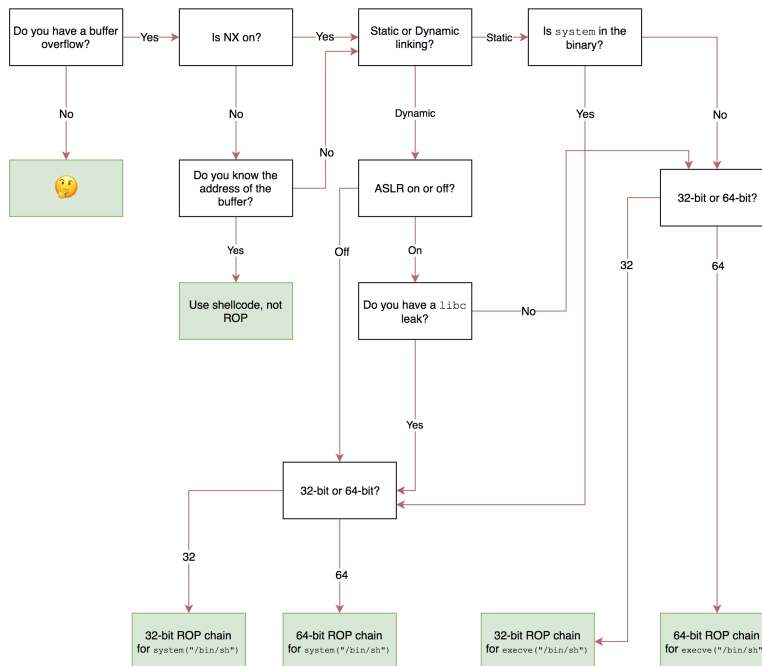 Do you have a buffer
overflow?
Yes
Is NX on?
Yes
Static or Dynamic
linking?
Static
Is system in the
binary?
No
No
Dynamic
Yes
No
🤔
Do you know the
address of the
buffer?
No
ASLR on or off?
32-bit or 64-bit?
Yes
Off
On
32
64
Use shellcode, not
ROP
Do you have a libc
leak?
No
Yes
32-bit or 64-bit?
32
64
32-bit ROP chain
for system("/bin/sh")
64-bit ROP chain
for system("/bin/sh")
32-bit ROP chain
for execve("/bin/sh")
64-bit ROP chain
for execve("/bin/sh")